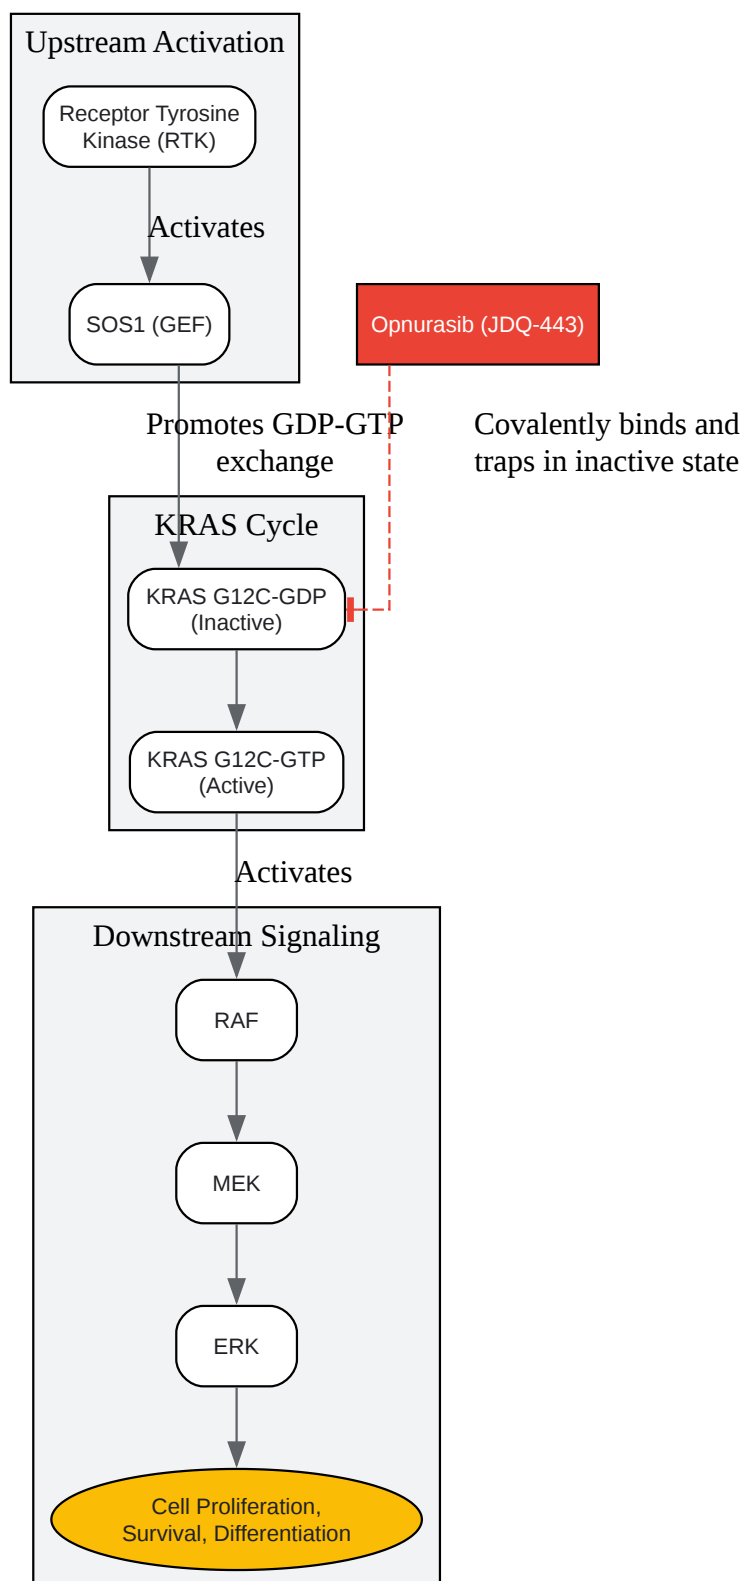 Upstream Activation
Receptor Tyrosine
Kinase (RTK)
Activates
SOS1 (GEF)
Opnurasib (JDQ-443)
Promotes GDP-GTP
exchange
Covalently binds and
traps in inactive state
KRAS Cycle
KRAS G12C-GDP
(Inactive)
KRAS G12C-GTP
(Active)
Activates
Downstream Signaling
RAF
MEK
ERK
Cell Proliferation,
Survival, Differentiation